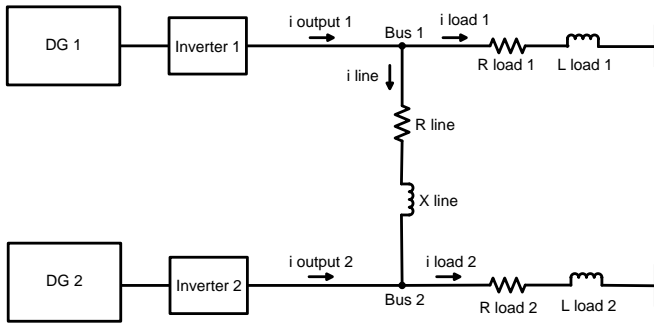 DG 1
Inverter 1
i output 1
Bus 1
i load 1
R load 1
L load 1
i line
R line
X line
DG 2
Inverter 2
i output 2
Bus 2
i load 2
R load 2
L load 2